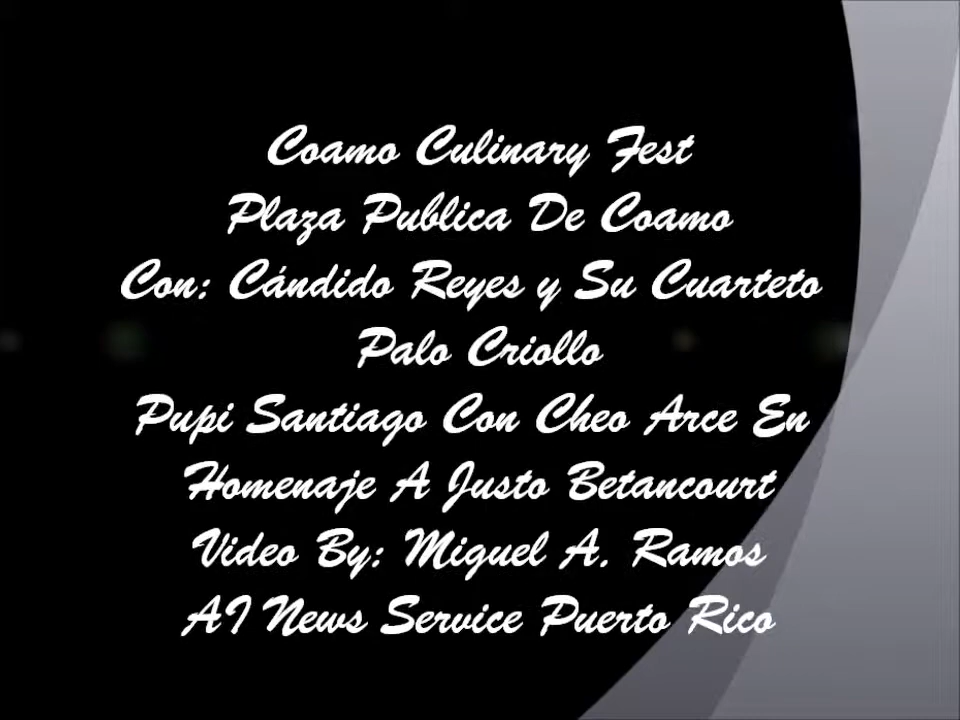 Coamo Culinary Fest
Plaza Publica De Coamo
Con: Cándido Reyes y Su Cuarteto
Palo Criollo
Pupi Santiago Con Cheo Arce En
Homenaje A Justo Betancourt
Video By: Miguel A. Ramos
AI News Service Puerto Rico